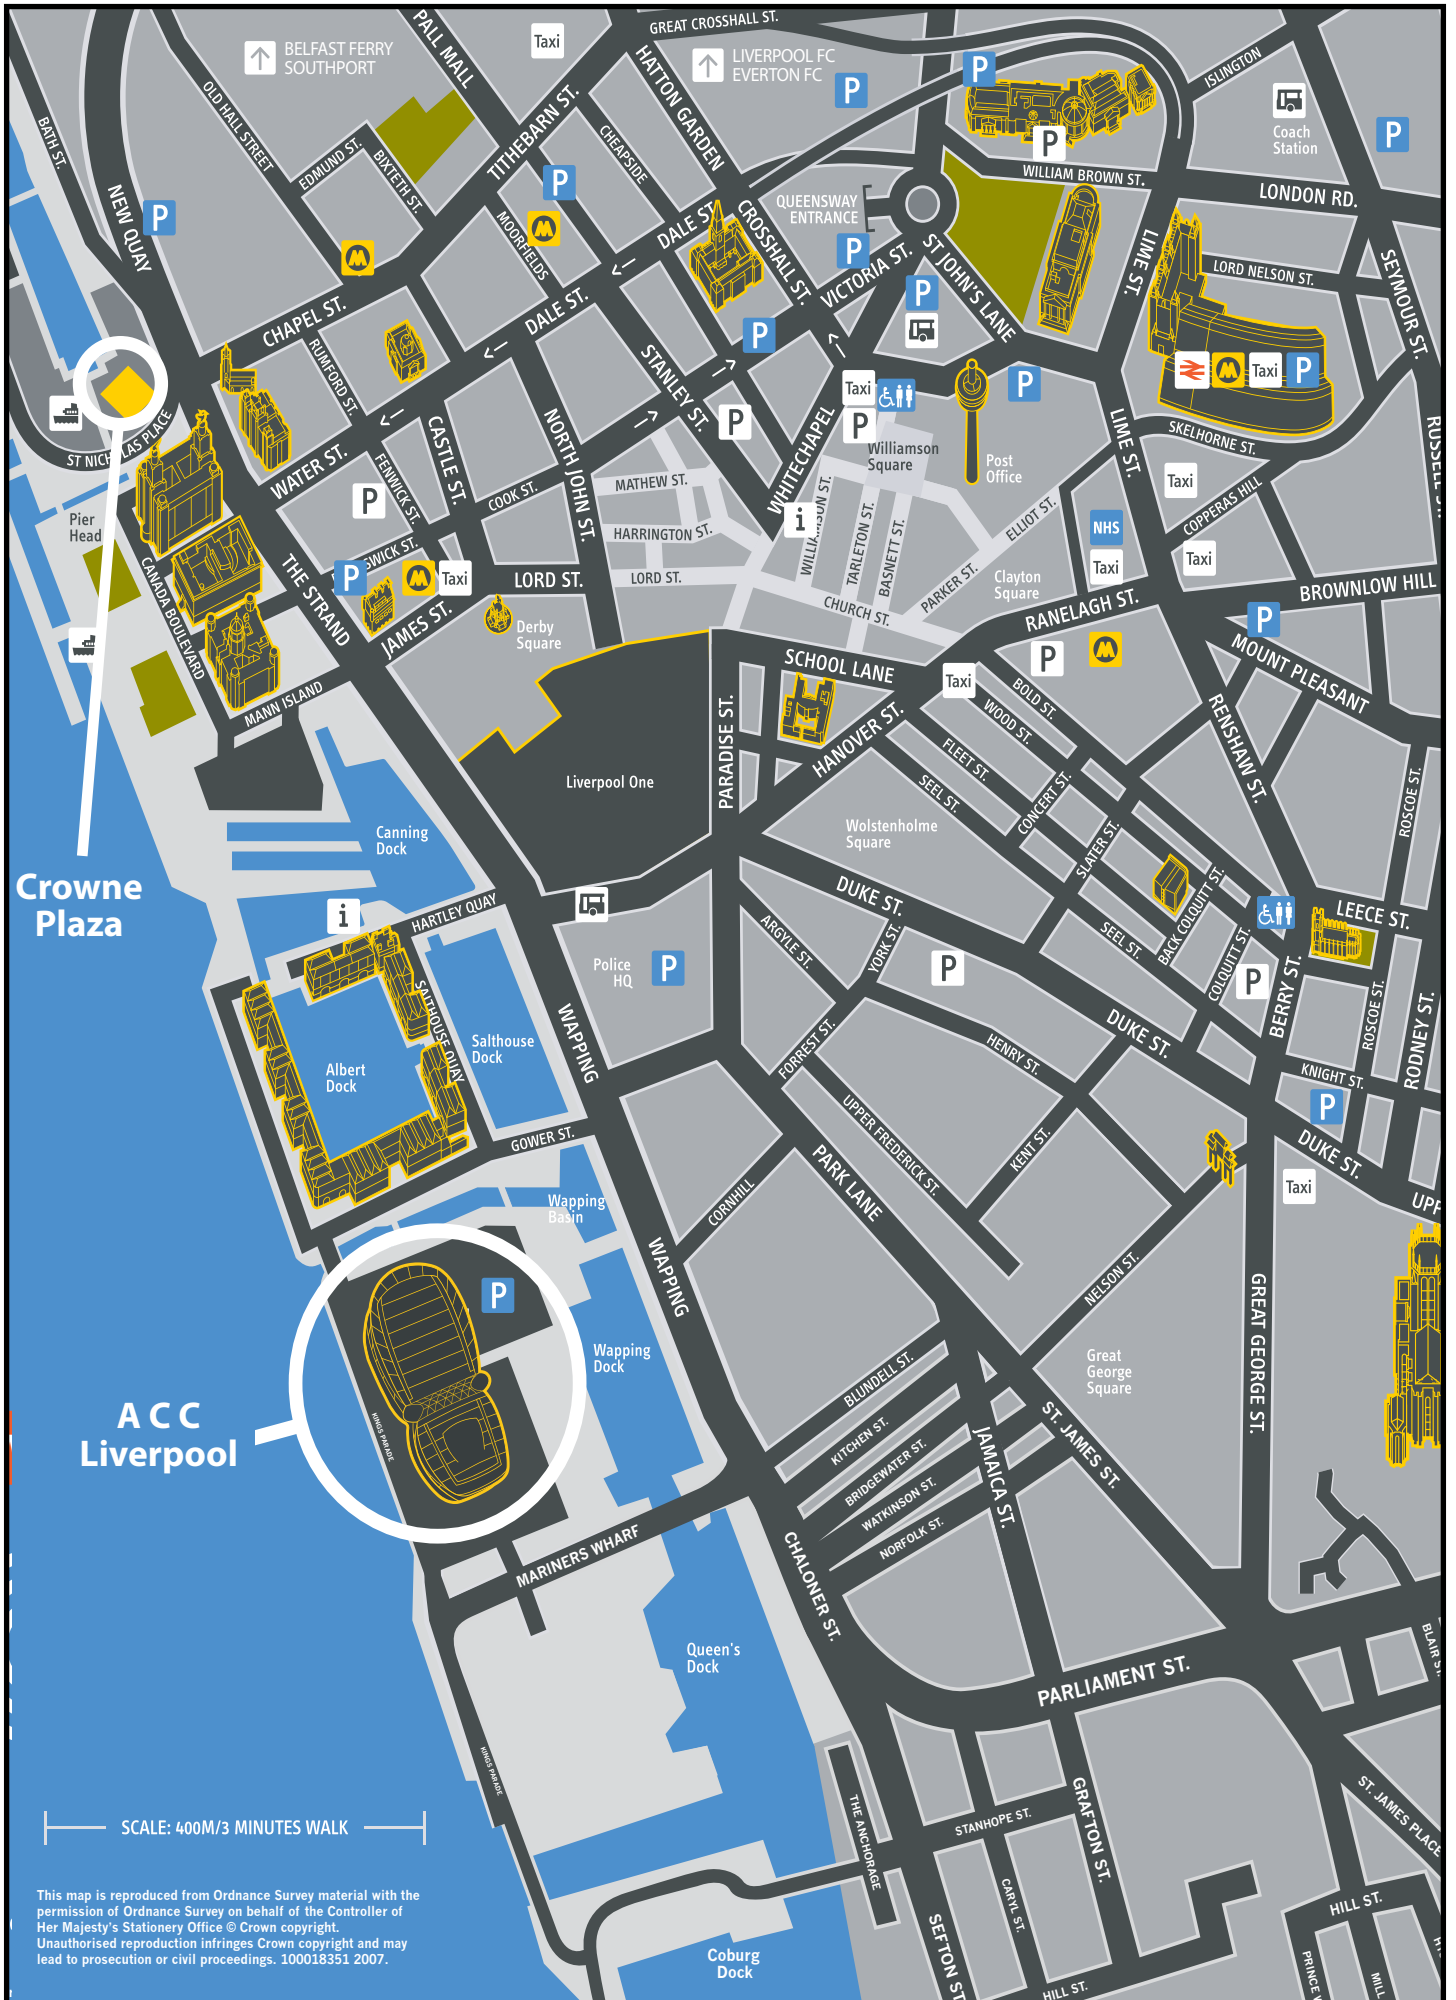 GREAT CROSSHALL ST.
PALL MALL
Taxi
BELFAST FERRY
SOUTHPORT
HATTON GARDEN
LIVERPOOL FC
EVERTON FC
P
P
ISLINGTON
Coach
Station
P
OLD HALL STREET
BATH ST.
TITHEBARN ST.
CHEAPSIDE
EDMUND ST.
BIXTETH ST.
P
P
WILLIAM BROWN ST.
LONDON RD.
NEW QUAY
P
QUEENSWAY
ENTRANCE
MOORFIELDS
M
M
DALE ST.
CROSSHALL ST.
P
VICTORIA ST.
ST JOHN'S LANE
LIME ST.
LORD NELSON ST.
SEYMOUR ST.
P
CHAPEL ST.
DALE ST.
P
RUMFORD ST.
STANLEY ST.
Taxi
P
M
Taxi
P
P
P
WHITECHAPEL
Williamson
Square
Post
Office
LIME ST.
SKELHORNE ST.
RUSSELL ST.
ST NICHOLAS PLACE
WATER ST.
CASTLE ST.
NORTH JOHN ST.
FENWICK ST.
COOK ST.
P
MATHEW ST.
HARRINGTON ST.
LORD ST.
i
WILLIAMSON ST.
TARLETON ST.
BASNETT ST.
ELLIOT ST.
PARKER ST.
CHURCH ST.
Clayton
Square
NHS
Taxi
Taxi
COPPERAS HILL
Taxi
Pier
Head
CANADA BOULEVARD
THE STRAND
P
M
Taxi
LORD ST.
JAMES ST.
Derby
Square
RANELAGH ST.
BROWNLOW HILL
P
MOUNT PLEASANT
P
M
MANN ISLAND
SCHOOL LANE
Taxi
BOLD ST.
WOOD ST.
FLEET ST.
SEEL ST.
HANOVER ST.
PARADISE ST.
Liverpool One
RENSHAW ST.
ROSCOE ST.
CONCERT ST.
SLATER ST.
Canning
Dock
Wolstenholme
Square
Crowne
Plaza
i
HARTLEY QUAY
DUKE ST.
ARGYLE ST.
YORK ST.
P
SEEL ST.
BACK COLQUITT ST.
COLQUITT ST.
P
BERRY ST.
LEECE ST.
Police
HQ
P
SALTHOUSE QUAY
Salthouse
Dock
Albert
Dock
WAPPING
FORREST ST.
HENRY ST.
DUKE ST.
ROSCOE ST.
RODNEY ST.
KNIGHT ST.
P
DUKE ST.
GOWER ST.
UPPER FREDERICK ST.
KENT ST.
PARK LANE
CORNHILL
Taxi
UPP
Wapping
Basin
WAPPING
NELSON ST.
GREAT GEORGE ST.
P
Wapping
Dock
Great
George
Square
A C C
Liverpool
KINGS PARADE
BLUNDELL ST.
KITCHEN ST.
BRIDGEWATER ST.
WATKINSON ST.
NORFOLK ST.
JAMAICA ST.
ST. JAMES ST.
MARINERS WHARF
CHALONER ST.
Queen's
Dock
PARLIAMENT ST.
BLAIR ST.
KINGS PARADE
THE ANCHORAGE
STANHOPE ST.
GRAFTON ST.
CARYL ST.
ST. JAMES PLACE
SCALE: 400M/3 MINUTES WALK
This map is reproduced from Ordnance Survey material with the
permission of Ordnance Survey on behalf of the Controller of
Her Majesty's Stationery Office © Crown copyright.
Unauthorised reproduction infringes Crown copyright and may
lead to prosecution or civil proceedings. 100018351 2007.
Coburg
Dock
SEFTON ST
HILL ST.
HILL ST.
PRINCE
MILL